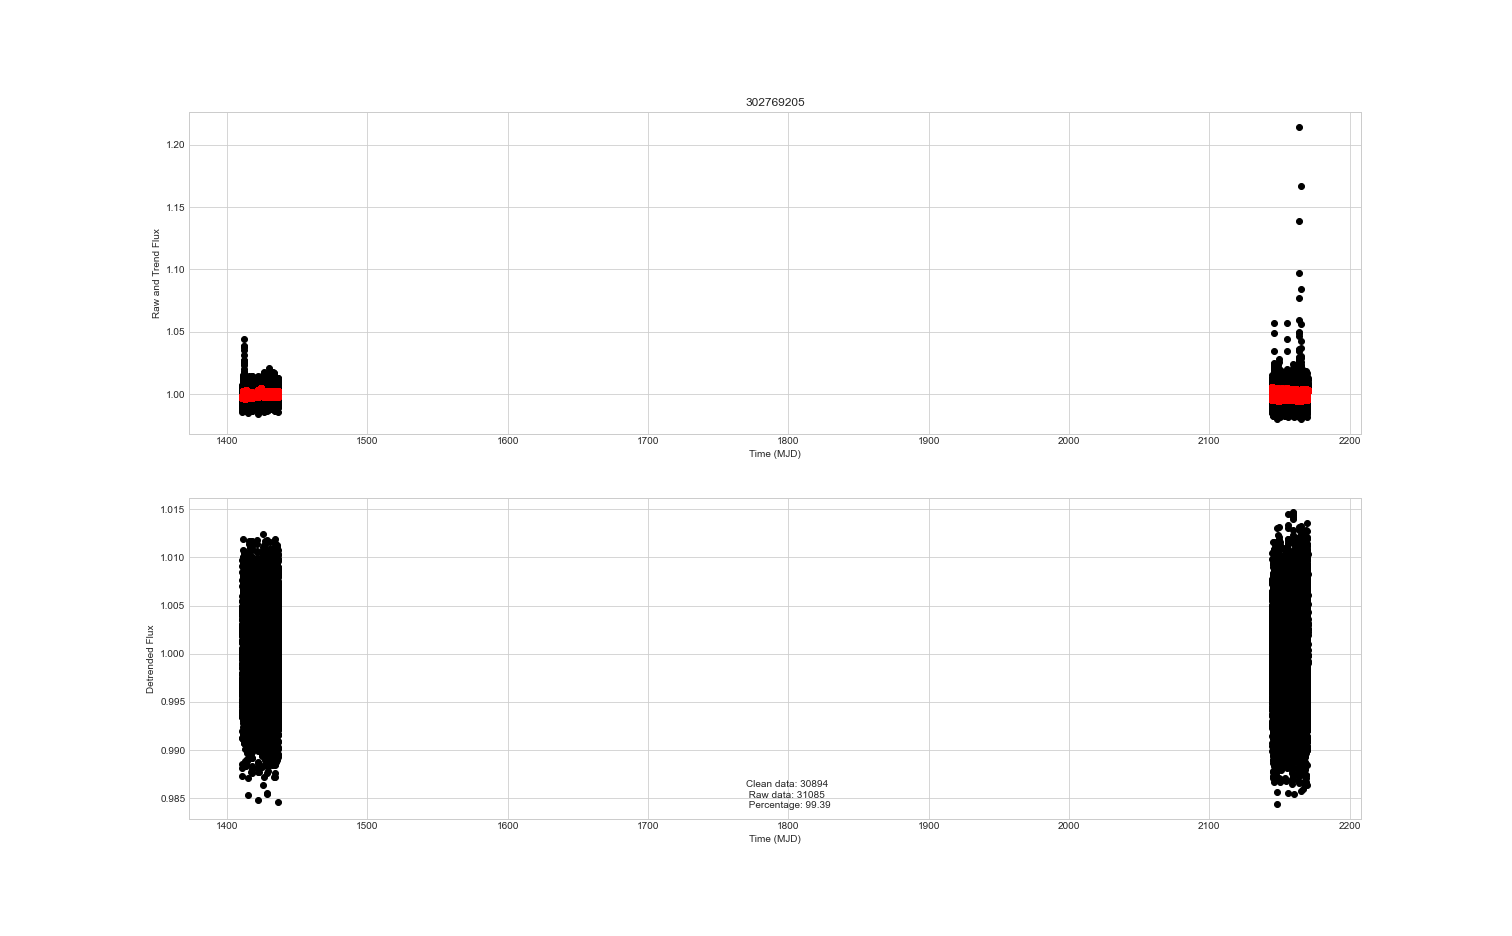 302769205
1.20
1.15
1.10
1.05
1.00
Raw and Trend Flux
1400 1500 1600 1700 1800 1900 2000 2100 2200
Time (MJD)
1.015
1.010
1.005
1.000
0.995
0.990
0.985
Detrended Flux
Clean data: 30894
Raw data: 31085
Percentage: 99.39
1400 1500 1600 1700 1800 1900 2000 2100 2200
Time (MJD)